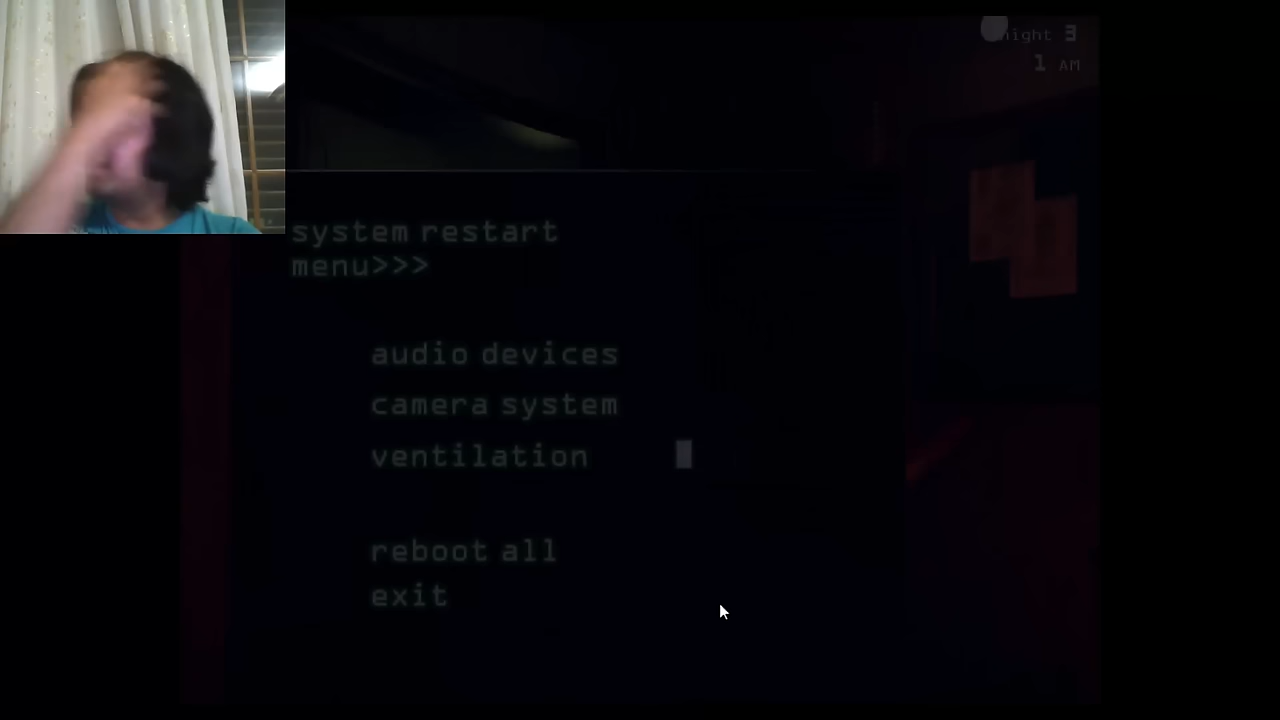 night 3
1 AM
system restart
menu>>>
audio devices
camera system
ventilation
reboot all
exit